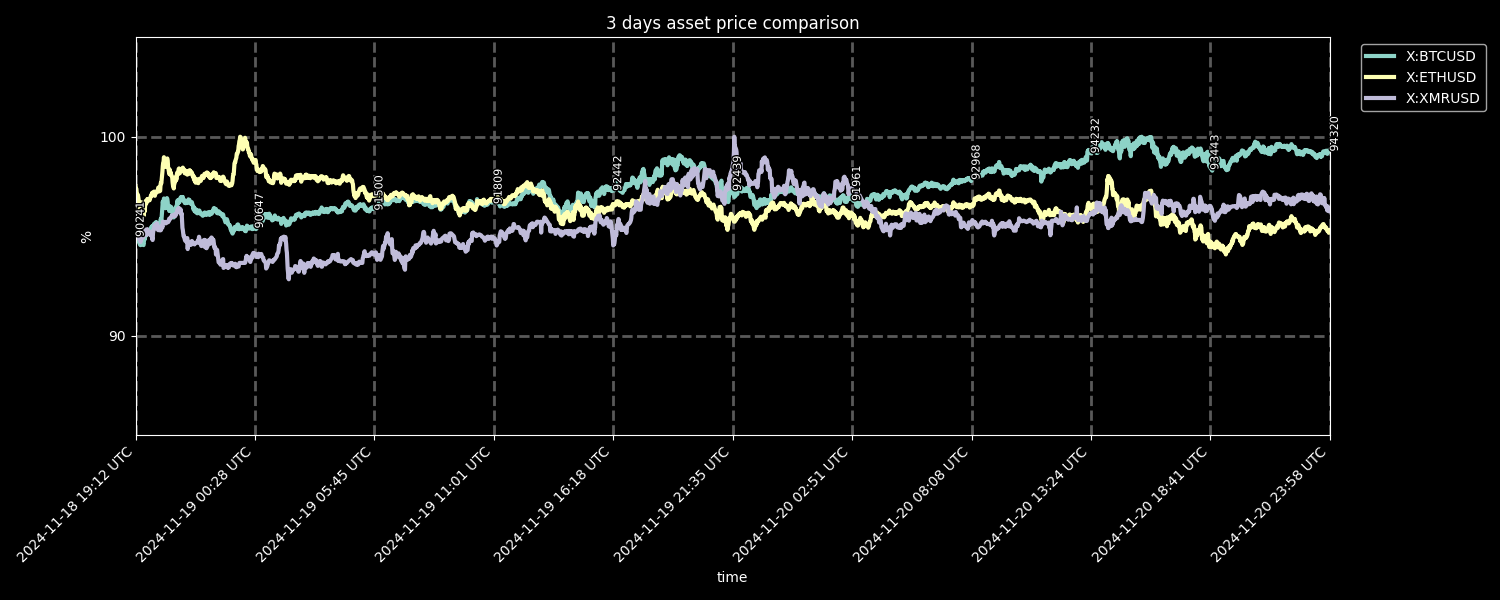 3 days asset price comparison
X:BTCUSD
X:ETHUSD
X:XMRUSD
100
90
%
90647
91500
91809
92442
92439
91961
92968
94232
93443
94320
2024-11-18 19:12 UTC
2024-11-19 00:28 UTC
2024-11-19 05:45 UTC
2024-11-19 11:01 UTC
2024-11-19 16:18 UTC
2024-11-19 21:35 UTC
2024-11-20 02:51 UTC
2024-11-20 08:08 UTC
2024-11-20 13:24 UTC
2024-11-20 18:41 UTC
2024-11-20 23:58 UTC
time